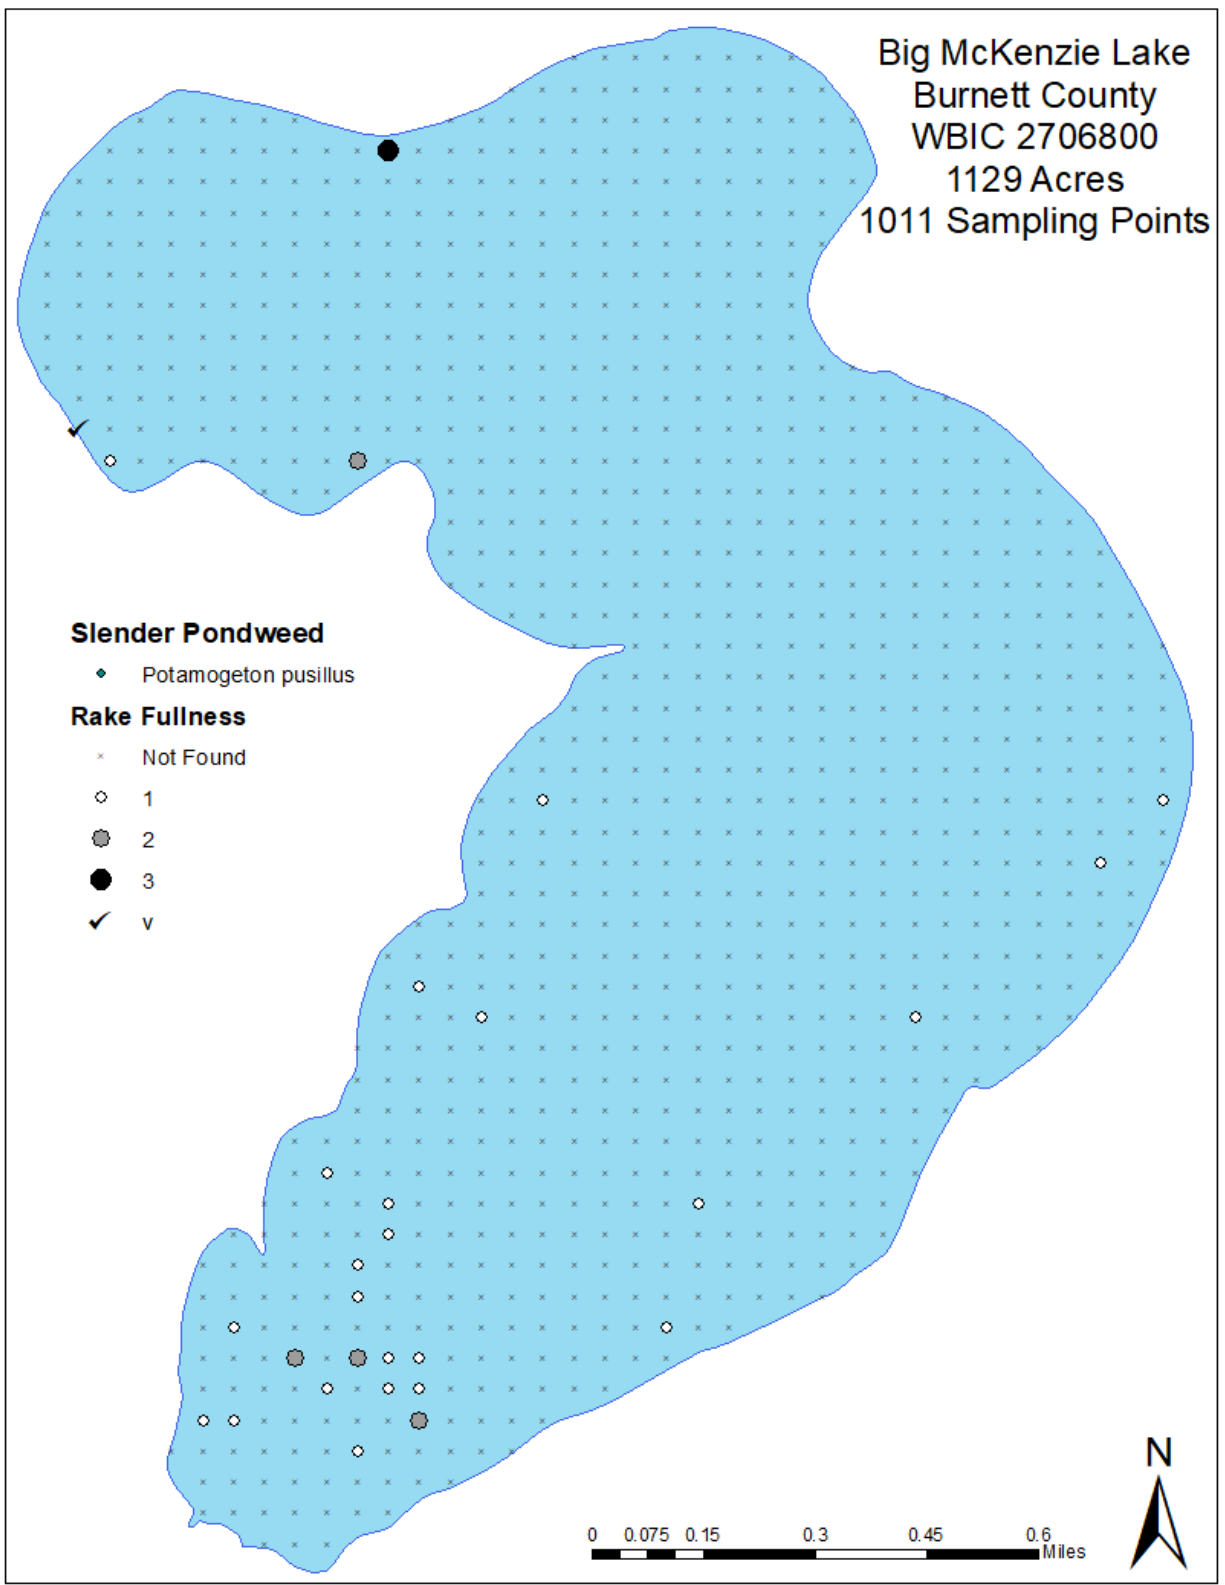 Big McKenzie Lake
Burnett County
WBIC 2706800
1129 Acres
1011 Sampling Points
Slender Pondweed
Potamogeton pusillus
Rake Fullness
Not Found
1
2
3
v
N
0 0.075 0.15 0.3 0.45 0.6
Miles